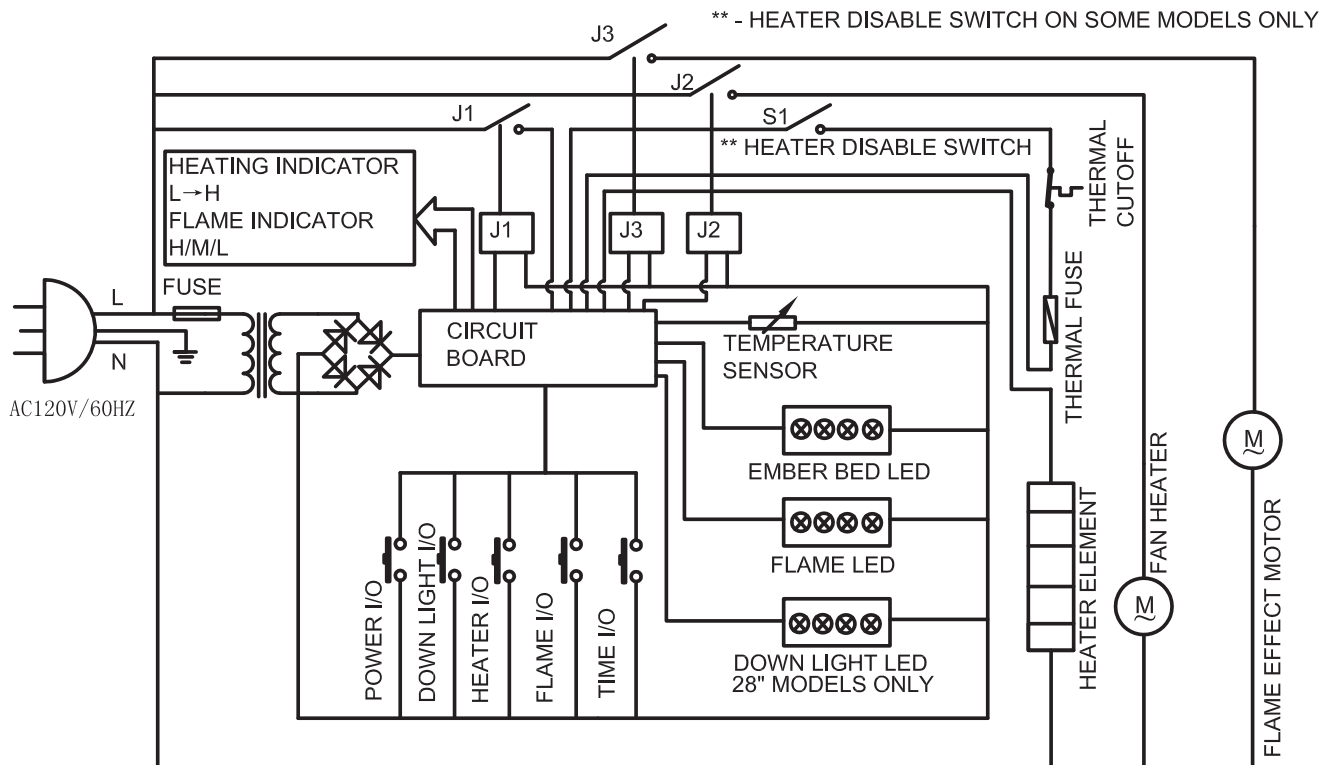 ** - HEATER DISABLE SWITCH ON SOME MODELS ONLY
J3
J2
J1
S1
** HEATER DISABLE SWITCH
HEATING INDICATOR
L→H
FLAME INDICATOR
H/M/L
THERMAL
CUTOFF
J1
J3
J2
FUSE
L
N
AC120V/60HZ
CIRCUIT
BOARD
TEMPERATURE
SENSOR
THERMAL FUSE
EMBER BED LED
FLAME LED
DOWN LIGHT LED
28" MODELS ONLY
POWER I/O
DOWN LIGHT I/O
HEATER I/O
FLAME I/O
TIME I/O
HEATER ELEMENT
M
~
FAN HEATER
M
~
FLAME EFFECT MOTOR